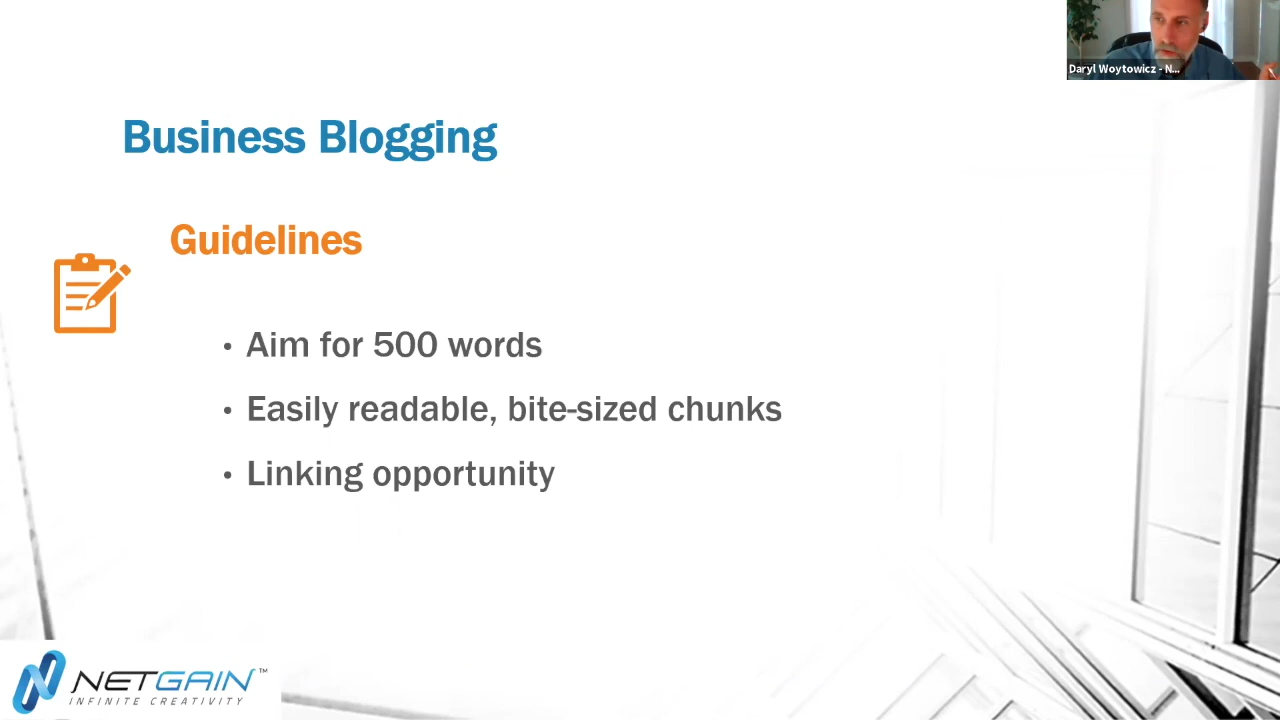 Daryl Woytowicz - N...
Business Blogging
Guidelines
• Aim for 500 words
• Easily readable, bite-sized chunks
• Linking opportunity
NETGAIN™
INFINITE CREATIVITY